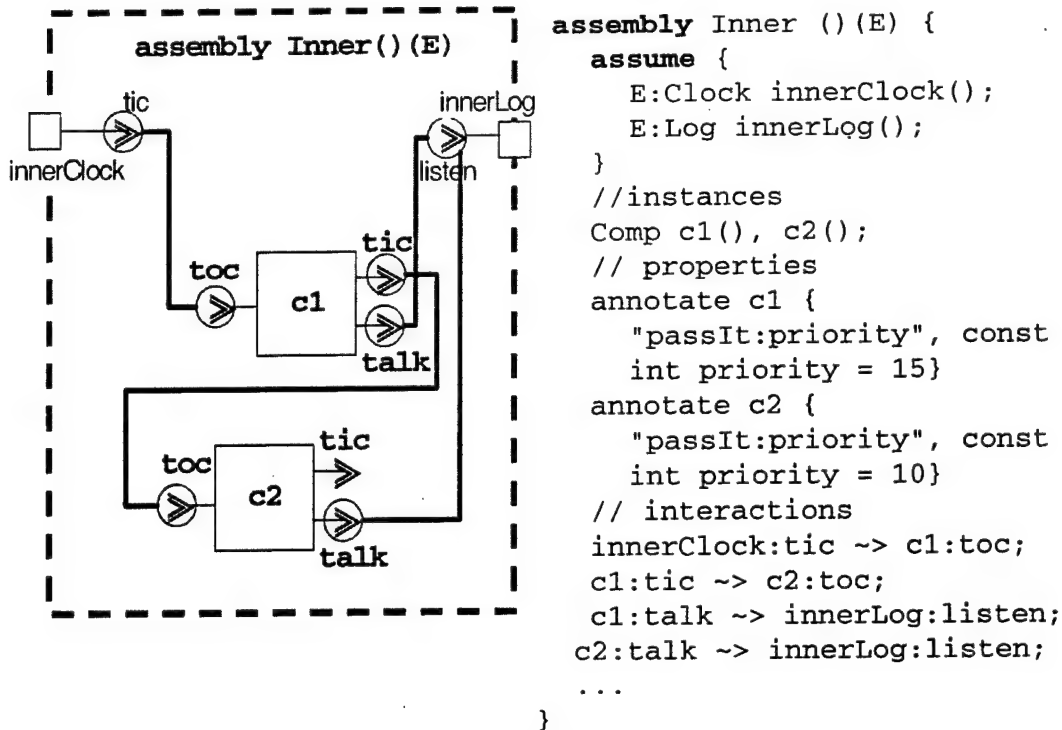 assembly Inner()(E)
tic
innerLog
innerClock
listen
tic
toc
c1
talk
tic
toc
c2
talk
assembly Inner ()(E) {
assume {
E:Clock innerClock();
E:Log innerLog();
}
//instances
Comp c1(), c2();
// properties
annotate c1 {
"passIt:priority", const
int priority = 15}
annotate c2 {
"passIt:priority", const
int priority = 10}
// interactions
innerClock:tic ~> c1:toc;
c1:tic ~> c2:toc;
c1:talk ~> innerLog:listen;
c2:talk ~> innerLog:listen;
...
}